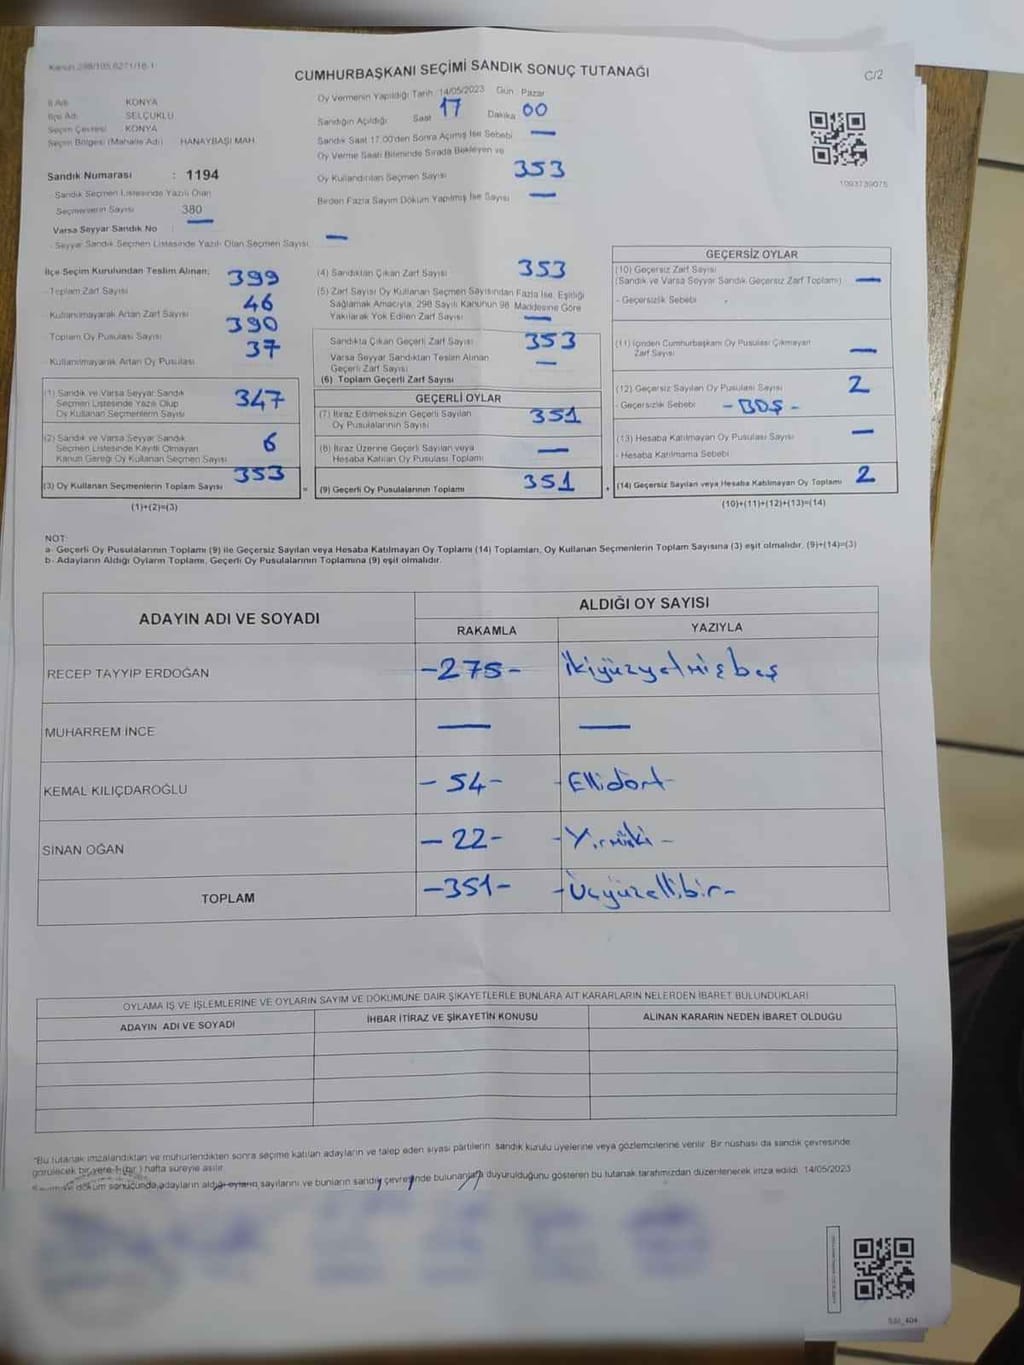 Kanun 298/105,6271/16-1
CUMHURBAŞKANI SEÇİMİ SANDIK SONUÇ TUTANAĞI
C/2
İl Adı KONYA
İlçe Adı SELÇUKLU
Seçim Çevresi KONYA
Seçim Bölgesi (Mahalle Adı) HANAYBAŞI MAH.
Sandık Numarası : 1194
- Sandık Seçmen Listesinde Yazılı Olan
Seçmenlerin Sayısı 380
Varsa Seyyar Sandık No : —
- Seyyar Sandık Seçmen Listesinde Yazılı Olan Seçmen Sayısı —
Oy Vermenin Yapıldığı Tarih :14/05/2023 Gün Pazar
Sandığın Açıldığı Saat 17 Dakika 00
Sandık Saat 17.00'den Sonra Açılmış İse Sebebi —
Oy Verme Saati Bitiminde Sırada Bekleyen ve
Oy Kullandırılan Seçmen Sayısı 353
Birden Fazla Sayım Döküm Yapılmış İse Sayısı —
1093739075
İlçe Seçim Kurulundan Teslim Alınan;
- Toplam Zarf Sayısı 399
- Kullanılmayarak Artan Zarf Sayısı 46
- Toplam Oy Pusulası Sayısı 390
- Kullanılmayarak Artan Oy Pusulası 37
(1) Sandık ve Varsa Seyyar Sandık
Seçmen Listesinde Yazılı Olup
Oy Kullanan Seçmenlerin Sayısı 347
(2) Sandık ve Varsa Seyyar Sandık
Seçmen Listesinde Kayıtlı Olmayan
Kanun Gereği Oy Kullanan Seçmen Sayısı 6
(3) Oy Kullanan Seçmenlerin Toplam Sayısı 353
(1)+(2)=(3)
(4) Sandıktan Çıkan Zarf Sayısı 353
(5) Zarf Sayısı Oy Kullanan Seçmen Sayısından Fazla İse, Eşitliği
Sağlamak Amacıyla, 298 Sayılı Kanunun 98. Maddesine Göre
Yakılarak Yok Edilen Zarf Sayısı —
Sandıkta Çıkan Geçerli Zarf Sayısı 353
Varsa Seyyar Sandıktan Teslim Alınan
Geçerli Zarf Sayısı —
(6) Toplam Geçerli Zarf Sayısı
GEÇERLİ OYLAR
(7) İtiraz Edilmeksizin Geçerli Sayılan
Oy Pusulalarının Sayısı 351
(8) İtiraz Üzerine Geçerli Sayılan veya
Hesaba Katılan Oy Pusulası Toplamı —
= (9) Geçerli Oy Pusulalarının Toplamı 351
GEÇERSİZ OYLAR
(10) Geçersiz Zarf Sayısı
(Sandık ve Varsa Seyyar Sandık Geçersiz Zarf Toplamı) —
- Geçersizlik Sebebi
(11) İçinden Cumhurbaşkanı Oy Pusulası Çıkmayan
Zarf Sayısı —
(12) Geçersiz Sayılan Oy Pusulası Sayısı 2
- Geçersizlik Sebebi - BOŞ -
(13) Hesaba Katılmayan Oy Pusulası Sayısı —
- Hesaba Katılmama Sebebi
+ (14) Geçersiz Sayılan veya Hesaba Katılmayan Oy Toplamı 2
(10)+(11)+(12)+(13)=(14)
NOT:
a- Geçerli Oy Pusulalarının Toplamı (9) ile Geçersiz Sayılan veya Hesaba Katılmayan Oy Toplamı (14) Toplamları, Oy Kullanan Seçmenlerin Toplam Sayısına (3) eşit olmalıdır. (9)+(14)=(3)
b- Adayların Aldığı Oyların Toplamı, Geçerli Oy Pusulalarının Toplamına (9) eşit olmalıdır.
ADAYIN ADI VE SOYADI ALDIĞI OY SAYISI
RAKAMLA YAZIYLA
RECEP TAYYİP ERDOĞAN -275- İkiyüzyetmişbeş
MUHARREM İNCE — —
KEMAL KILIÇDAROĞLU - 54 - - Ellidört -
SİNAN OĞAN - 22 - - Yirmiiki -
TOPLAM -351- - Üçyüzellibir -
OYLAMA İŞ VE İŞLEMLERİNE VE OYLARIN SAYIM VE DÖKÜMÜNE DAİR ŞİKAYETLERLE BUNLARA AİT KARARLARIN NELERDEN İBARET BULUNDUKLARI
ADAYIN ADI VE SOYADI İHBAR İTİRAZ VE ŞİKAYETİN KONUSU ALINAN KARARIN NEDEN İBARET OLDUĞU
*Bu tutanak imzalandıktan ve mühürlendikten sonra seçime katılan adayların ve talep eden siyasi partilerin sandık kurulu üyelerine veya gözlemcilerine verilir. Bir nüshası da sandık çevresinde
görülecek bir yere 1 (bir) hafta süreyle asılır.
döküm sonucunda,adayların aldığı oyların sayılarını ve bunların sandık çevresinde bulunanlara duyurulduğunu gösteren bu tutanak tarafımızdan düzenlenerek imza edildi. 14/05/2023